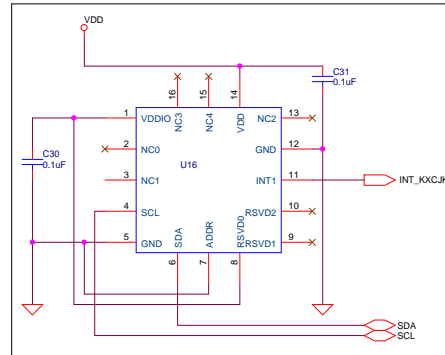 VDD
C31
0.1uF
16
15
14
NC3
NC4
VDD
1
VDDIO
NC2
13
C30
0.1uF
2
NC0
GND
12
U16
3
NC1
INT1
11
INT_KXCJK
4
SCL
RSVD2
10
5
GND
RSVD1
9
SDA
ADDR
RSVD0
6
7
8
SDA
SCL